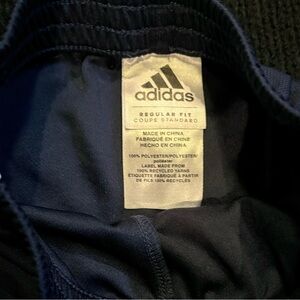 adidas
REGULAR FIT
COUPE STANDARD
MADE IN CHINA
FABRIQUÉ EN CHINE
HECHO EN CHINA
100% POLYESTER/POLYESTER/
poliéster
LABEL MADE FROM
100% RECYCLED YARNS
ÉTIQUETTE FABRIQUÉE À PARTIR
DE FILS 100% RECYCLÉS